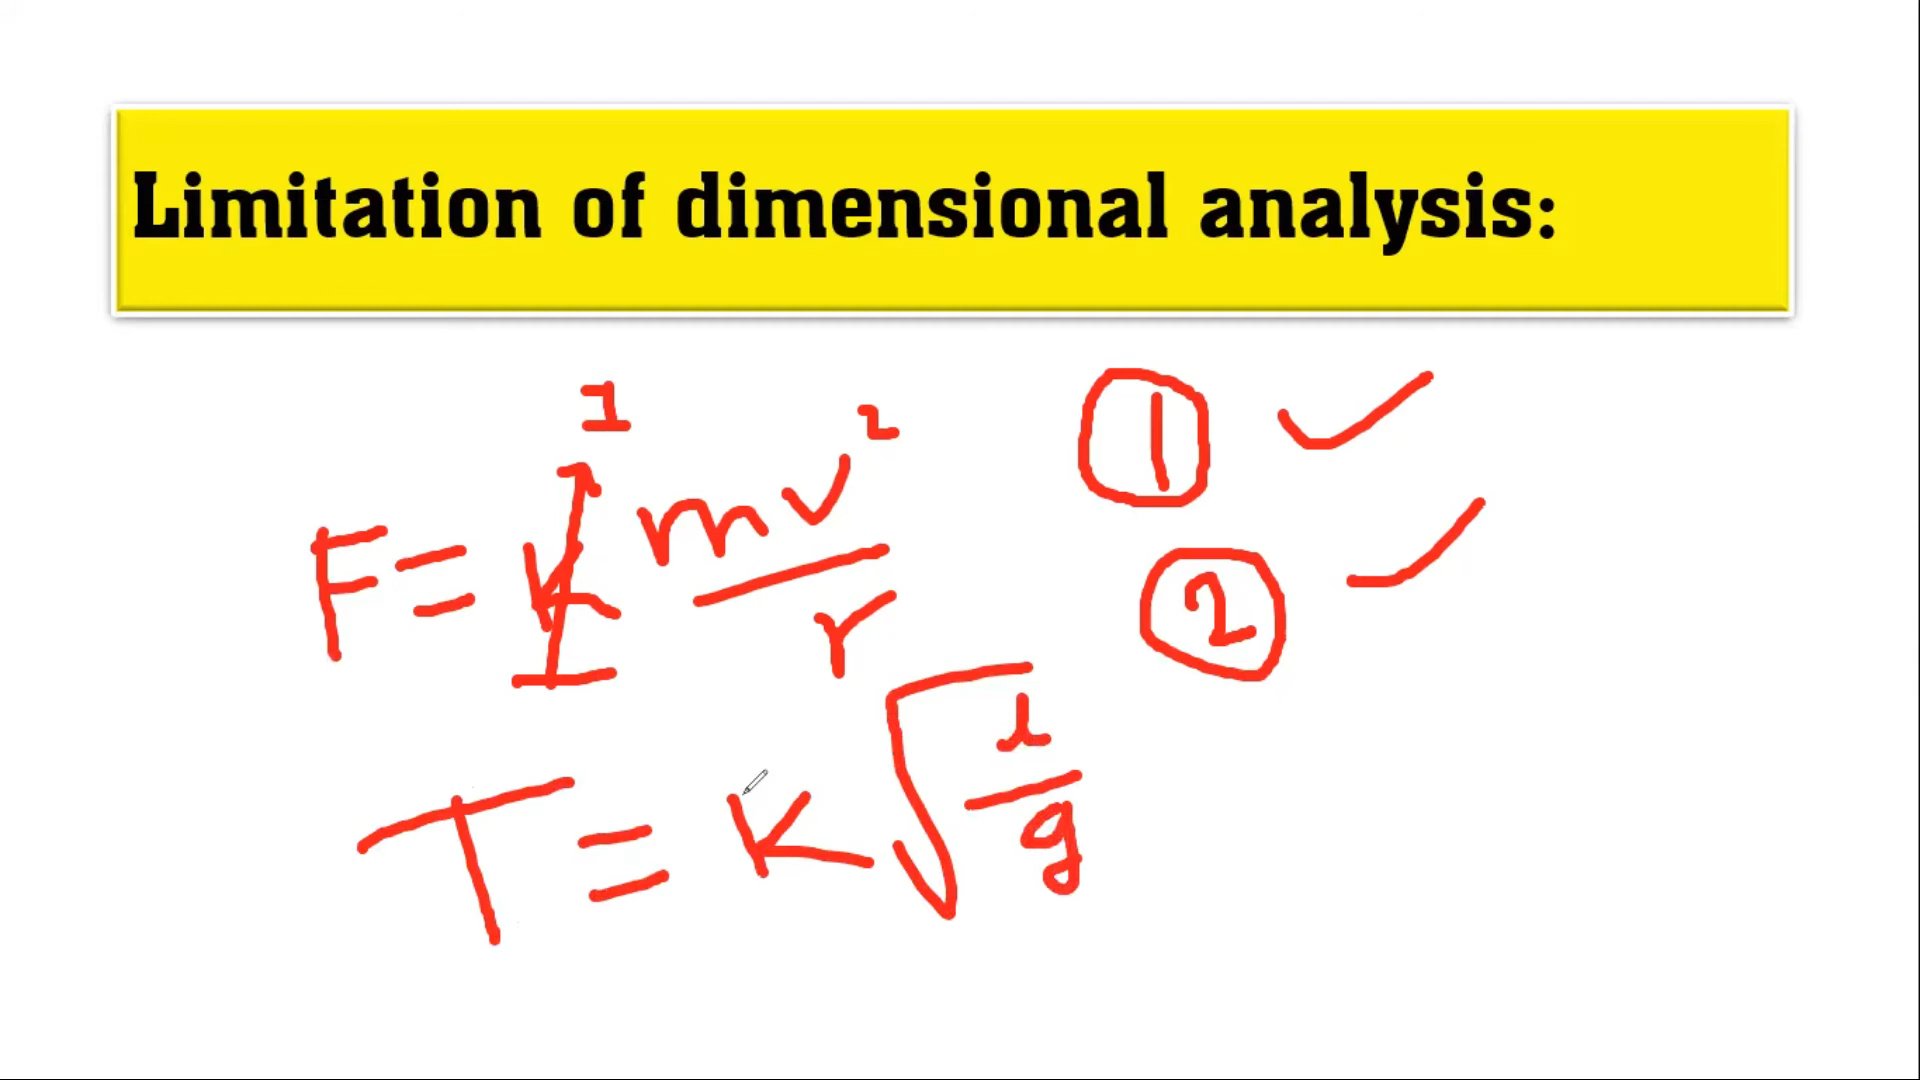 Limitation of dimensional analysis:
F = K mv² / r
1
①
②
T = K √ l / g